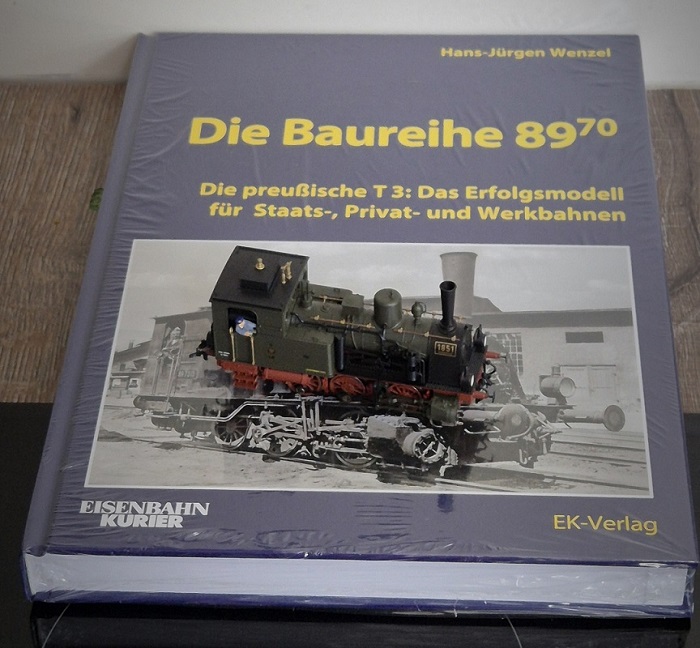 Hans-Jürgen Wenzel
Die Baureihe 89⁷⁰
Die preußische T 3: Das Erfolgsmodell
für Staats-, Privat- und Werkbahnen
1851
EISENBAHN
KURIER
EK-Verlag